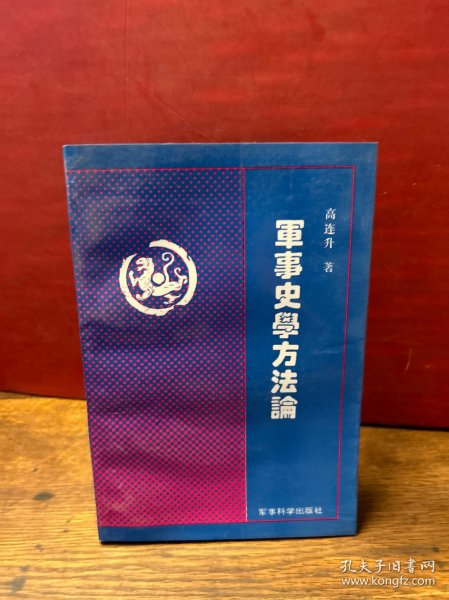 高连升 著
軍事史學方法論
军事科学出版社
孔夫子旧书网
www.kongfz.com